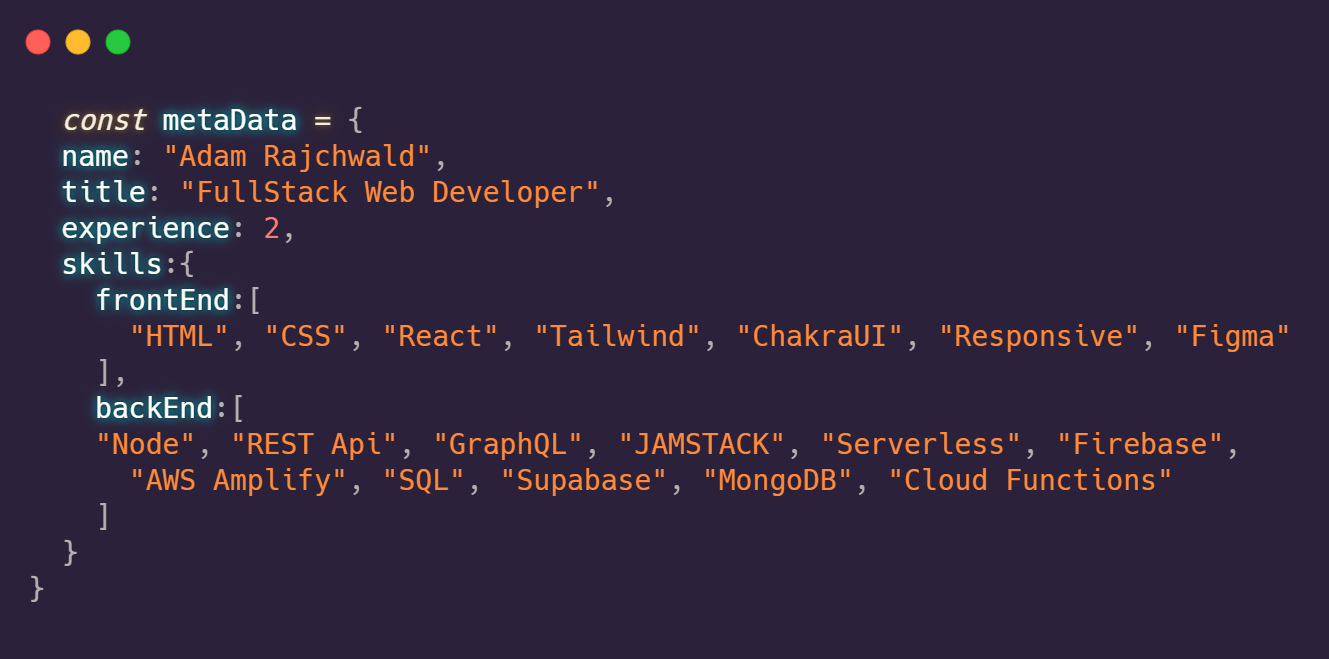 const metaData = {
name: "Adam Rajchwald",
title: "FullStack Web Developer",
experience: 2,
skills:{
frontEnd:[
"HTML", "CSS", "React", "Tailwind", "ChakraUI", "Responsive", "Figma"
],
backEnd:[
"Node", "REST Api", "GraphQL", "JAMSTACK", "Serverless", "Firebase",
"AWS Amplify", "SQL", "Supabase", "MongoDB", "Cloud Functions"
]
}
}